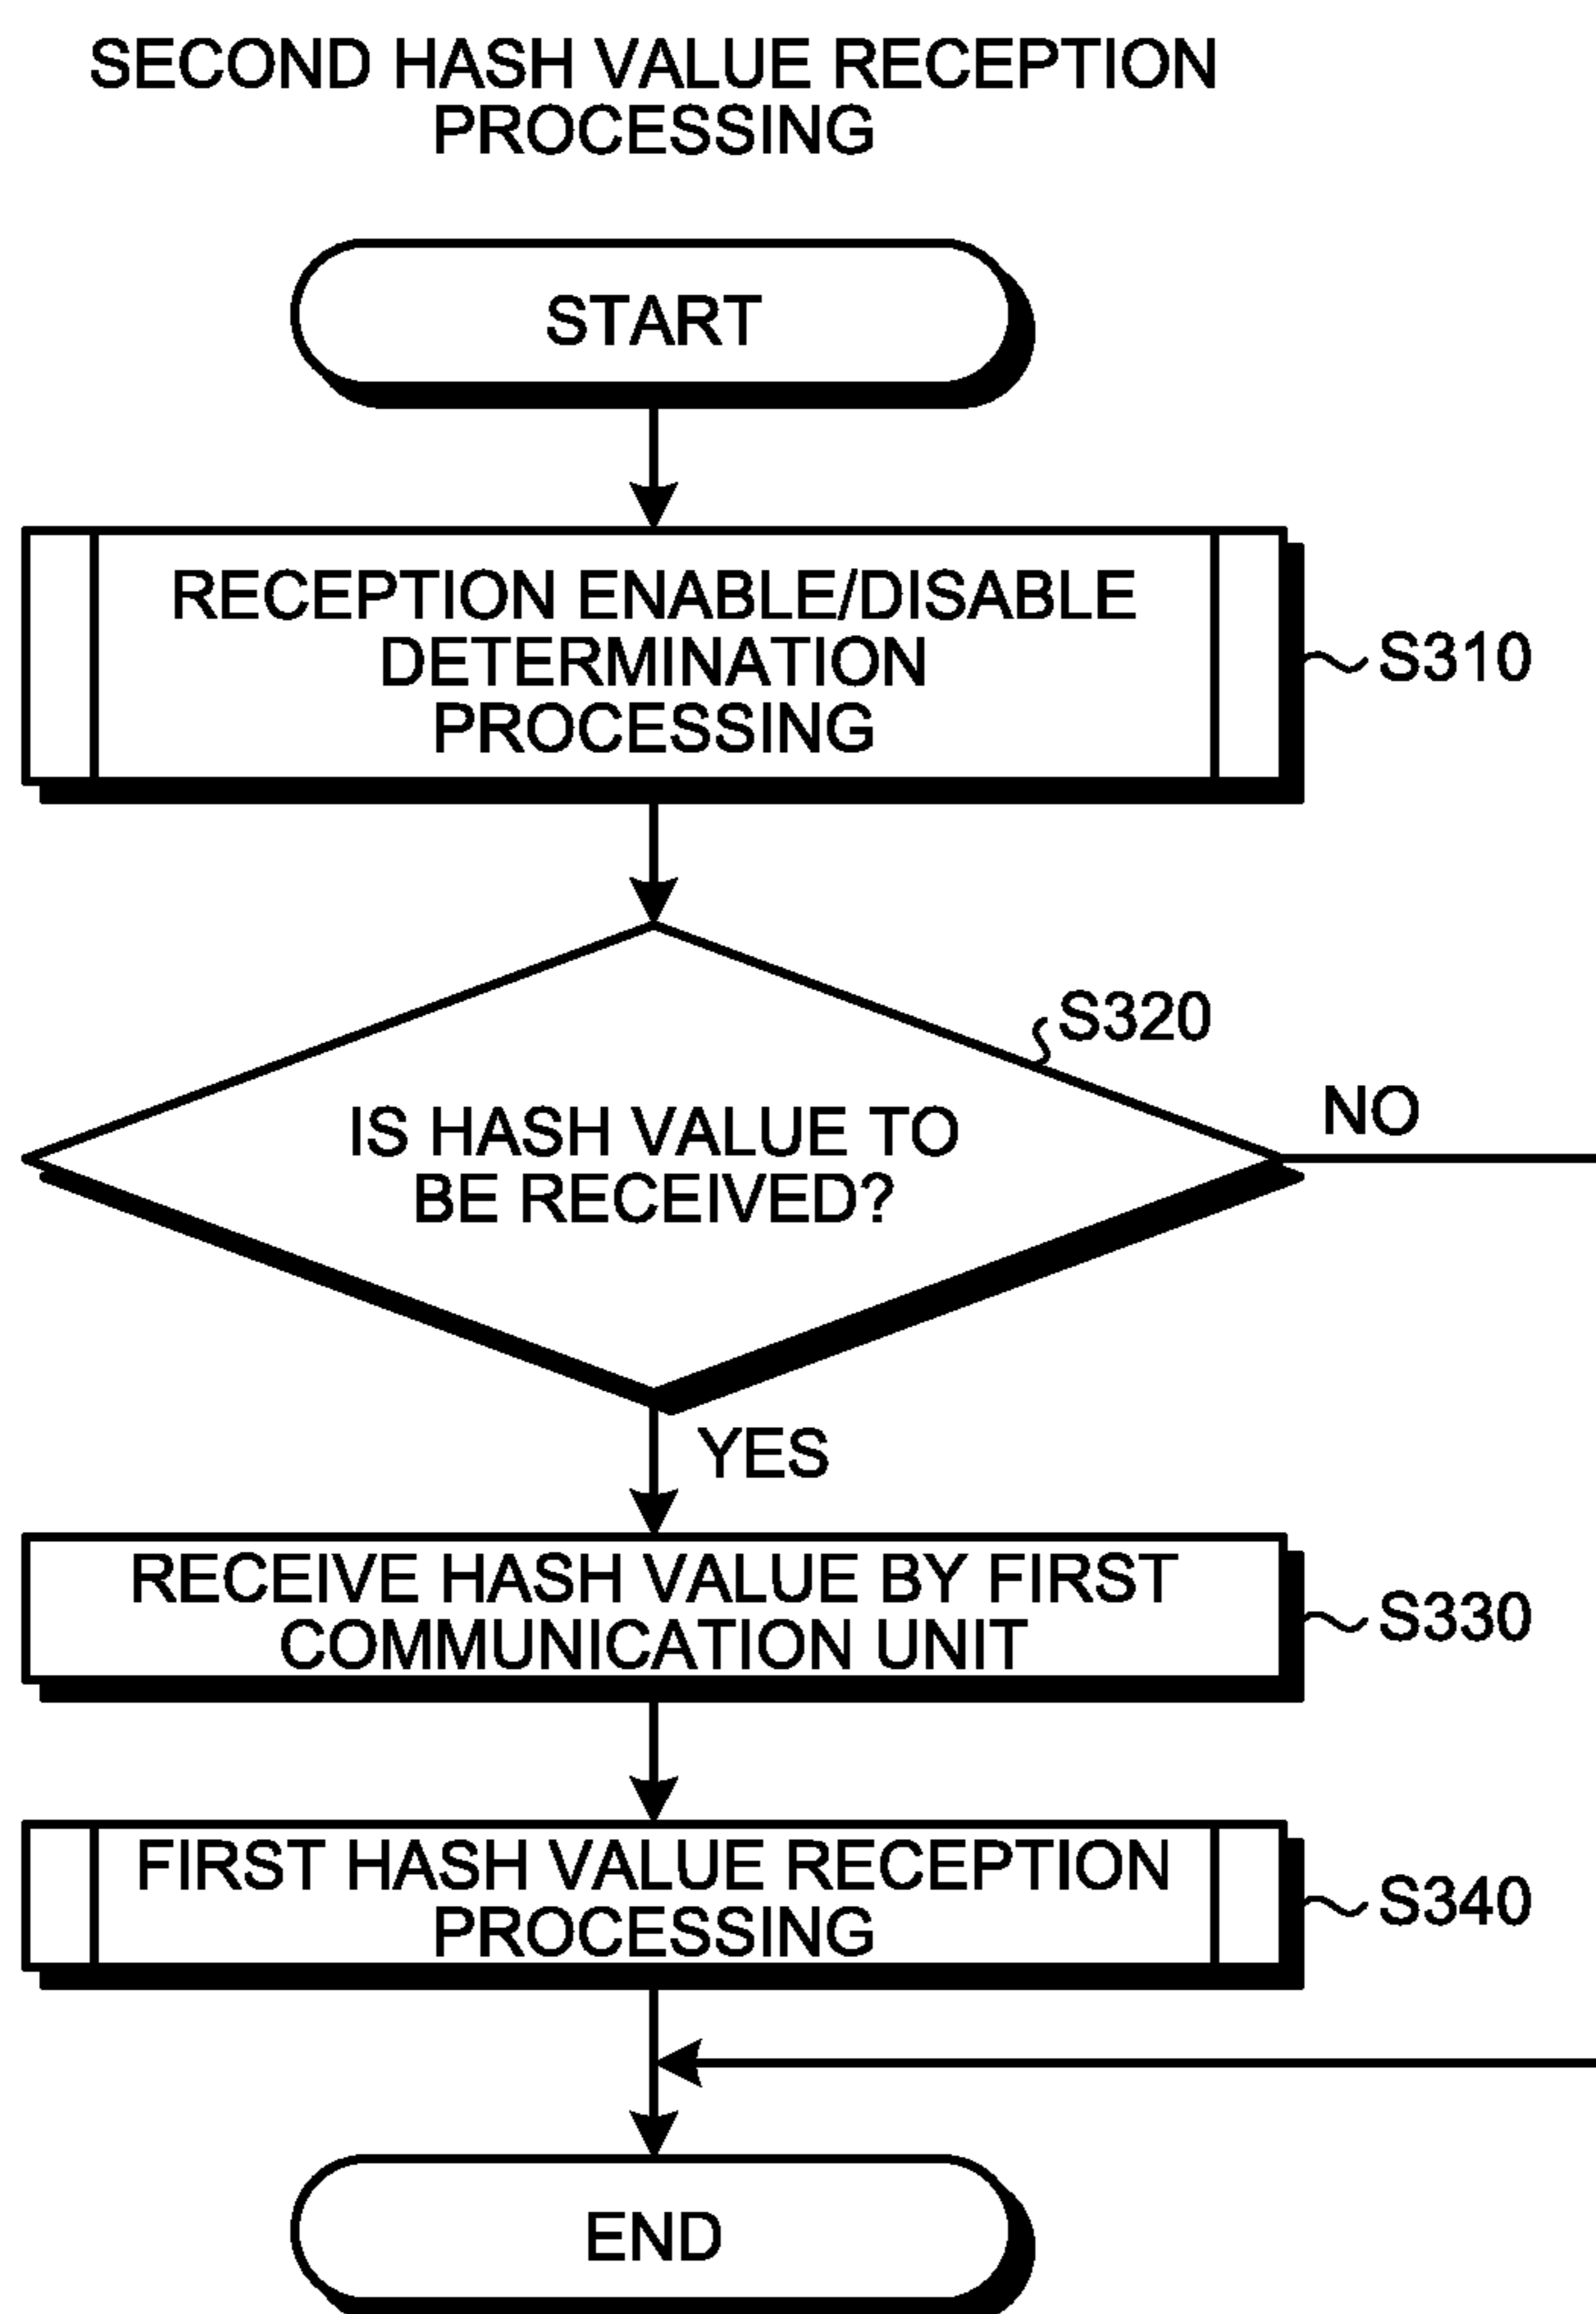 SECOND HASH VALUE RECEPTION
PROCESSING
START
RECEPTION ENABLE/DISABLE
DETERMINATION
PROCESSING
S310
S320
IS HASH VALUE TO
BE RECEIVED?
NO
YES
RECEIVE HASH VALUE BY FIRST
COMMUNICATION UNIT
S330
FIRST HASH VALUE RECEPTION
PROCESSING
S340
END